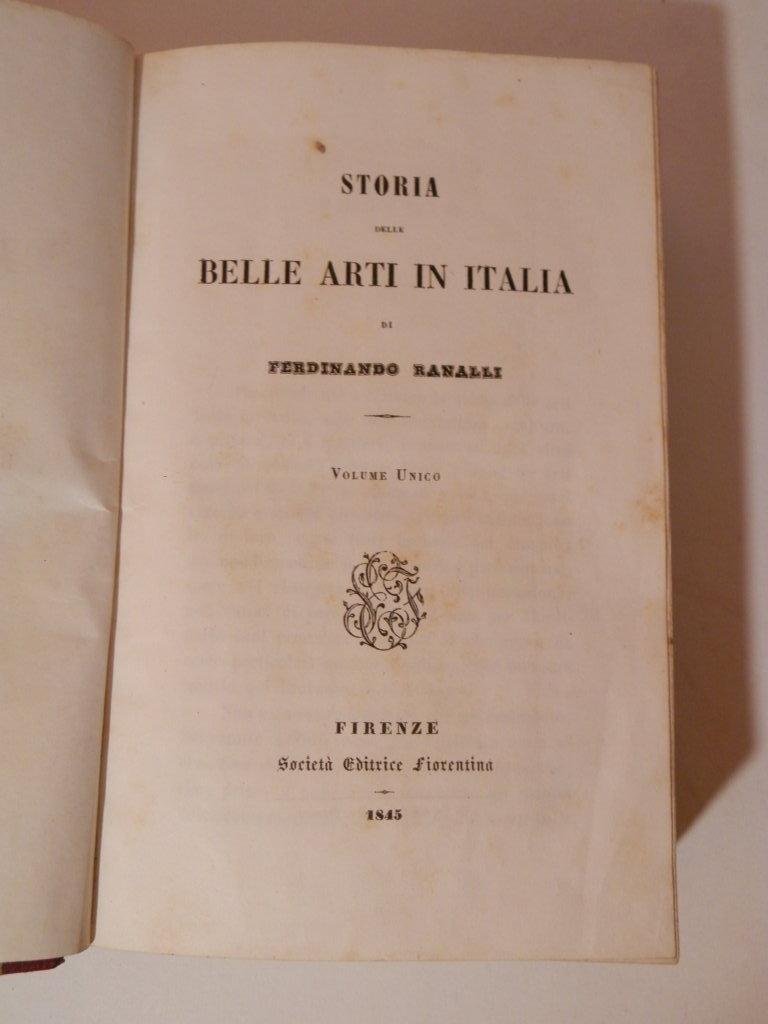 STORIA
DELLE
BELLE ARTI IN ITALIA
DI
FERDINANDO RANALLI
VOLUME UNICO
FIRENZE
Società Editrice Fiorentina
1845